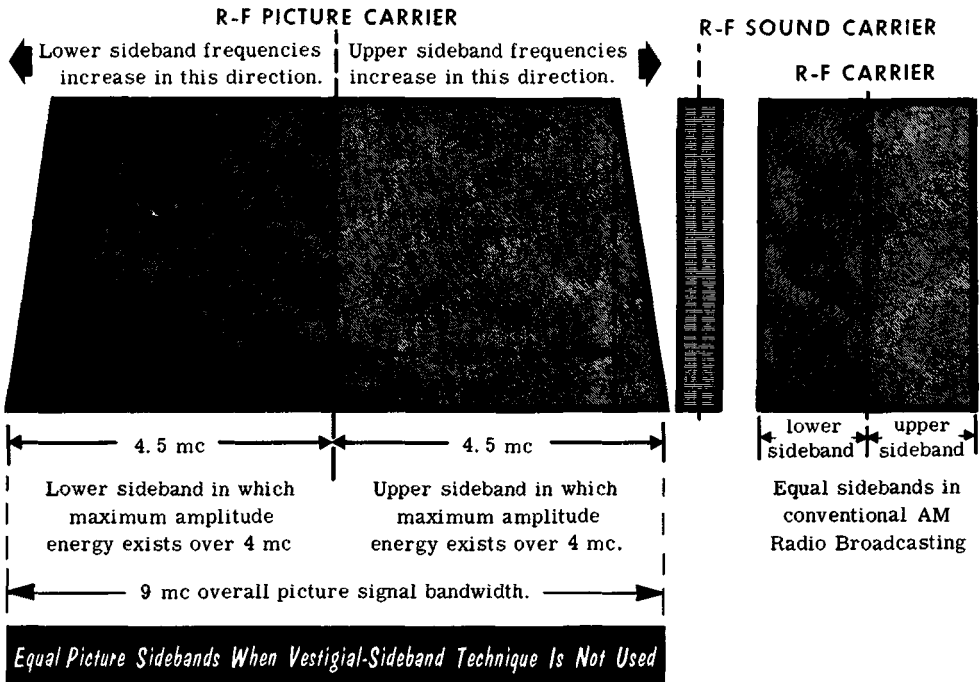 R-F PICTURE CARRIER
Lower sideband frequencies
increase in this direction.
Upper sideband frequencies
increase in this direction.
R-F SOUND CARRIER
R-F CARRIER
4.5 mc
4.5 mc
lower
sideband
upper
sideband
Lower sideband in which
maximum amplitude
energy exists over 4 mc
Upper sideband in which
maximum amplitude
energy exists over 4 mc.
Equal sidebands in
conventional AM
Radio Broadcasting
9 mc overall picture signal bandwidth.
Equal Picture Sidebands When Vestigial-Sideband Technique Is Not Used